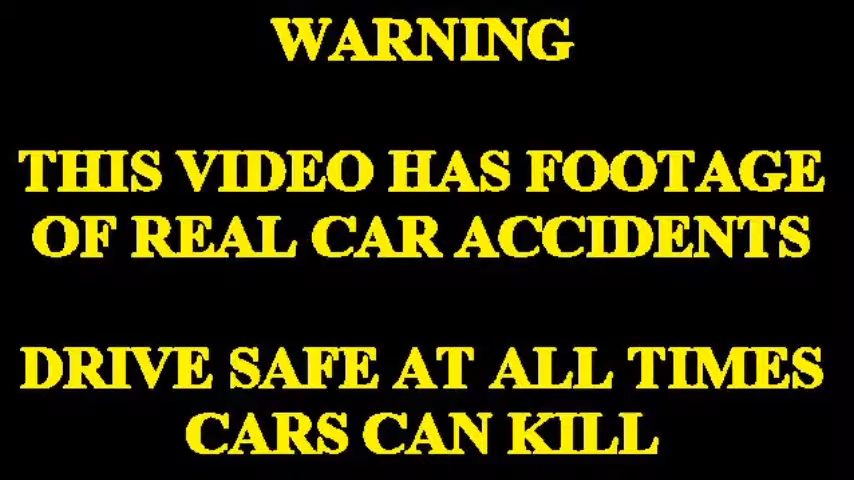 WARNING
THIS VIDEO HAS FOOTAGE
OF REAL CAR ACCIDENTS
DRIVE SAFE AT ALL TIMES
CARS CAN KILL